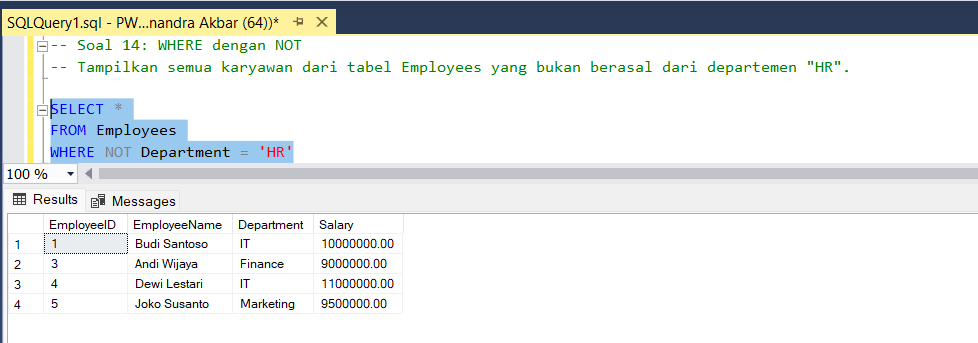 SQLQuery1.sql - PW...nandra Akbar (64))*
-- Soal 14: WHERE dengan NOT
-- Tampilkan semua karyawan dari tabel Employees yang bukan berasal dari departemen "HR".
SELECT *
FROM Employees
WHERE NOT Department = 'HR'
100 %
Results Messages
EmployeeID EmployeeName Department Salary
1 1 Budi Santoso IT 10000000.00
2 3 Andi Wijaya Finance 9000000.00
3 4 Dewi Lestari IT 11000000.00
4 5 Joko Susanto Marketing 9500000.00